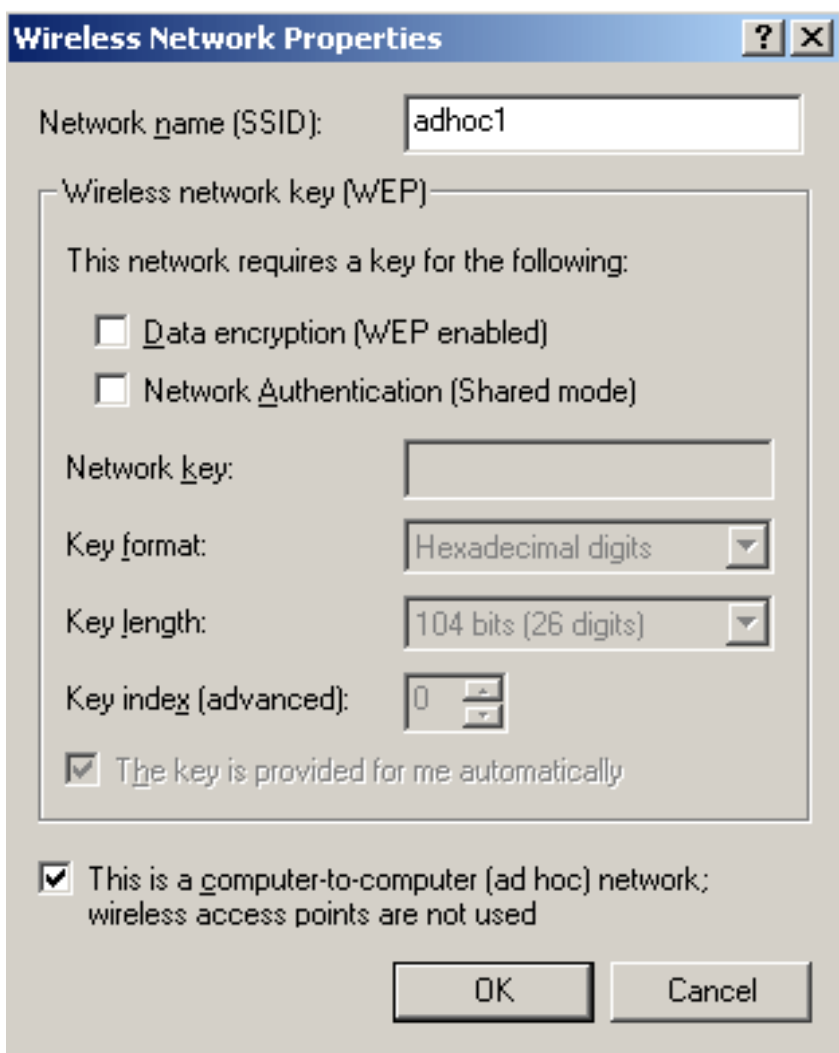 Wireless Network Properties
Network name (SSID): adhoc1
Wireless network key (WEP)
This network requires a key for the following:
Data encryption (WEP enabled)
Network Authentication (Shared mode)
Network key:
Key format: Hexadecimal digits
Key length: 104 bits (26 digits)
Key index (advanced): 0
The key is provided for me automatically
This is a computer-to-computer (ad hoc) network;
wireless access points are not used
OK Cancel